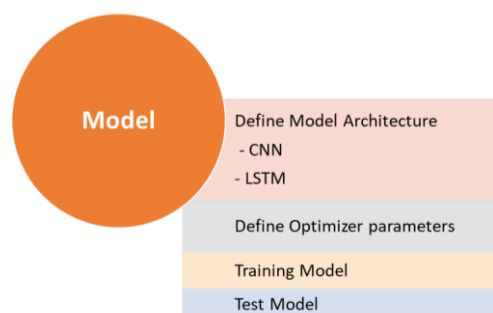 Model
Define Model Architecture
- CNN
- LSTM
Define Optimizer parameters
Training Model
Test Model